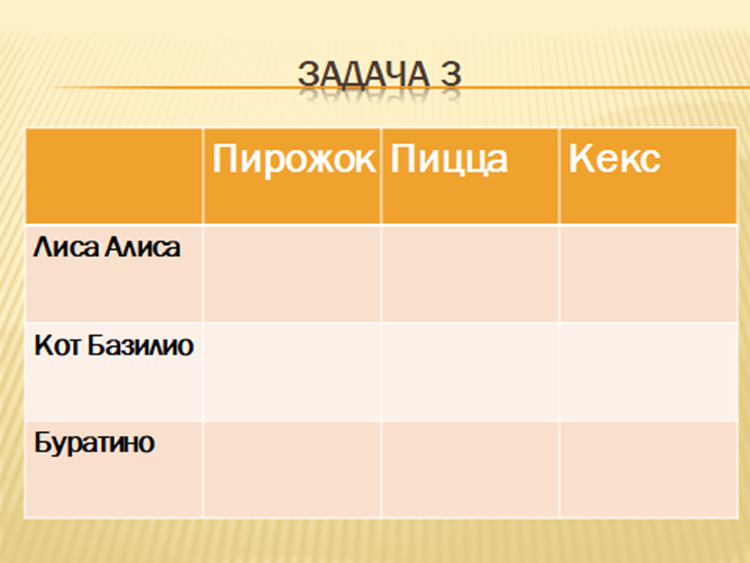 ЗАДАЧА 3
Пирожок Пицца Кекс
Лиса Алиса
Кот Базилио
Буратино